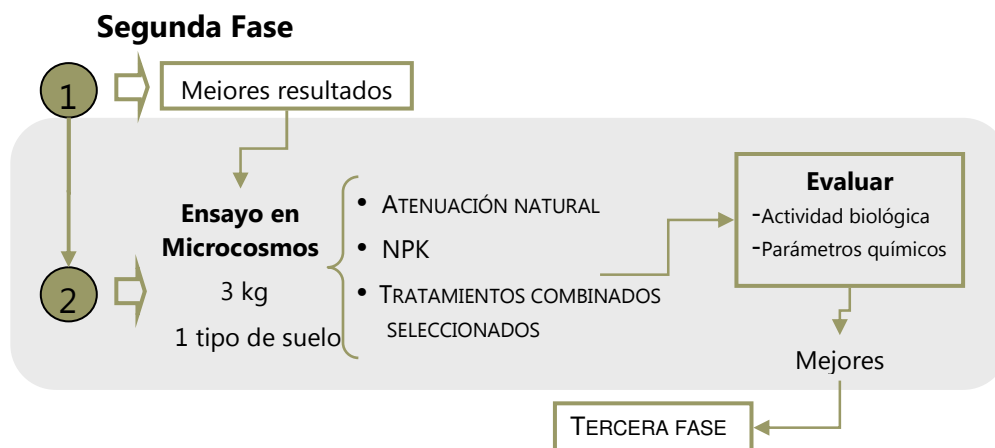 Segunda Fase
1
Mejores resultados
2
Ensayo en
Microcosmos
3 kg
1 tipo de suelo
• ATENUACIÓN NATURAL
• NPK
• TRATAMIENTOS COMBINADOS
SELECCIONADOS
Evaluar
-Actividad biológica
-Parámetros químicos
Mejores
TERCERA FASE